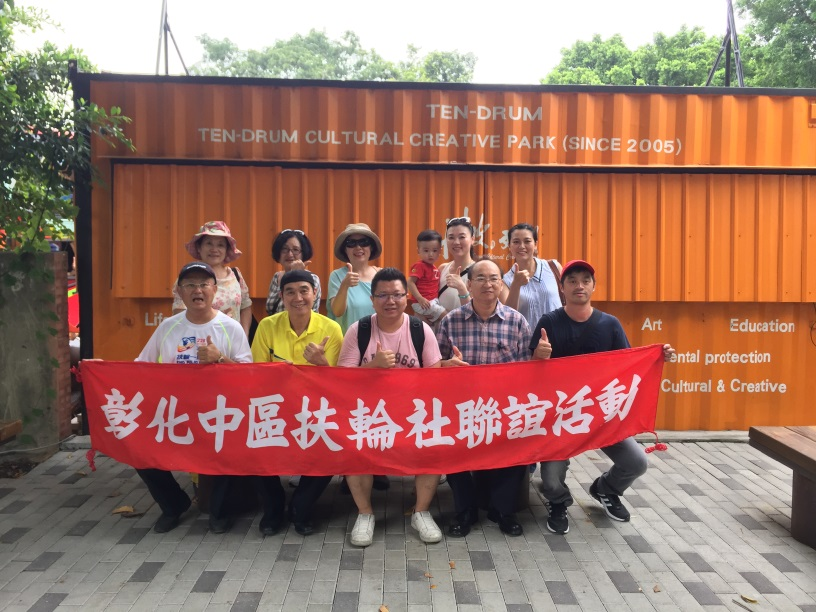 TEN-DRUM
TEN-DRUM CULTURAL CREATIVE PARK (SINCE 2005)
Art
Education
ental protection
Cultural & Creative
彰化中區扶輪社聯誼活動